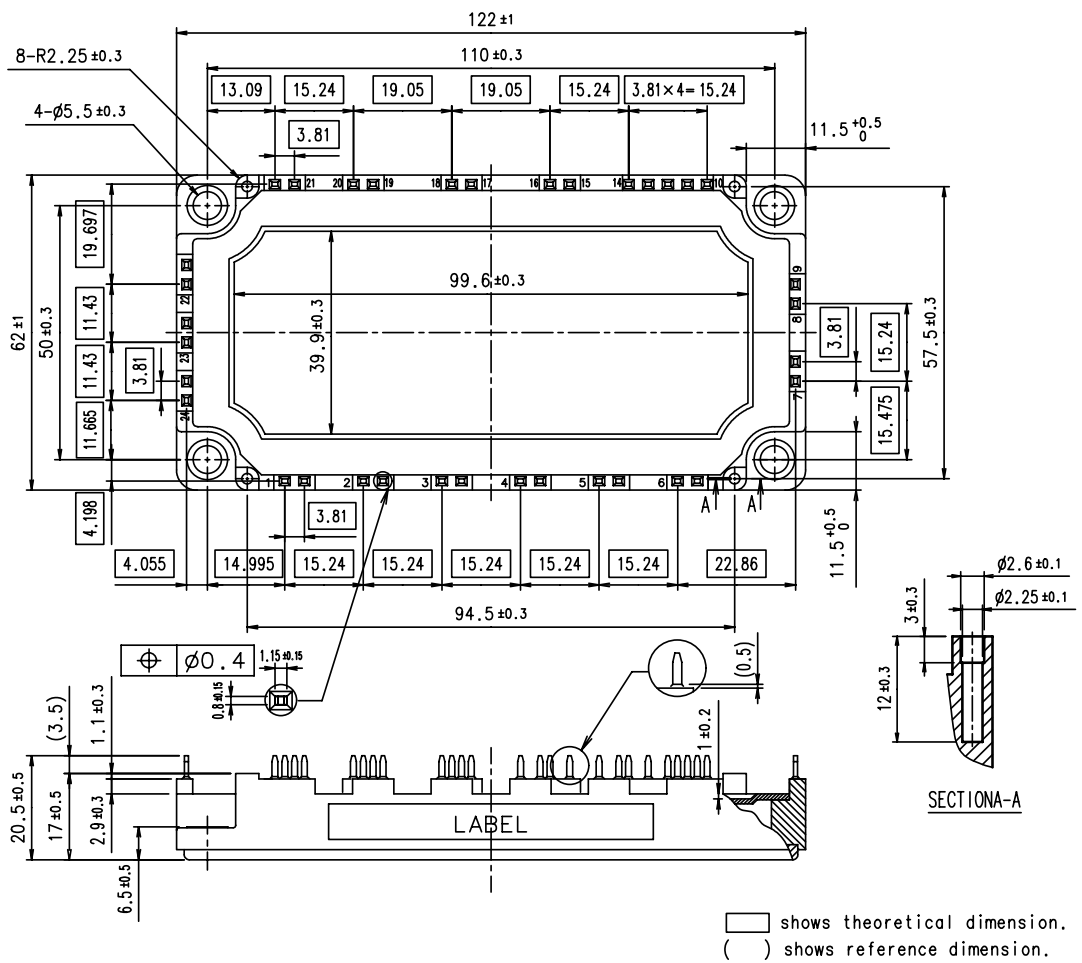 122 ±1
110 ±0.3
8-R2.25 ±0.3
13.09 15.24 19.05 19.05 15.24 3.81×4=15.24
4-ø5.5 ±0.3
3.81
11.5 +0.5 0
21 20 19 18 17 16 15 14 10
19.697
11.43
11.43
3.81
11.665
4.198
62 ±1
50 ±0.3
22
23
24
99.6 ±0.3
39.9 ±0.3
9
8
7
3.81
15.24
15.475
57.5 ±0.3
11.5 +0.5 0
1 2 3 4 5 6
A A
3.81
4.055 14.995 15.24 15.24 15.24 15.24 15.24 22.86
94.5 ±0.3
ø2.6 ±0.1
ø2.25 ±0.1
3 ±0.3
12 ±0.3
SECTIONA-A
⌖ ø0.4
1.15 ±0.15
0.8 ±0.15
(0.5)
1 ±0.2
(3.5)
1.1 ±0.3
20.5 ±0.5
17 ±0.5
2.9 ±0.3
6.5 ±0.5
LABEL
shows theoretical dimension.
( ) shows reference dimension.